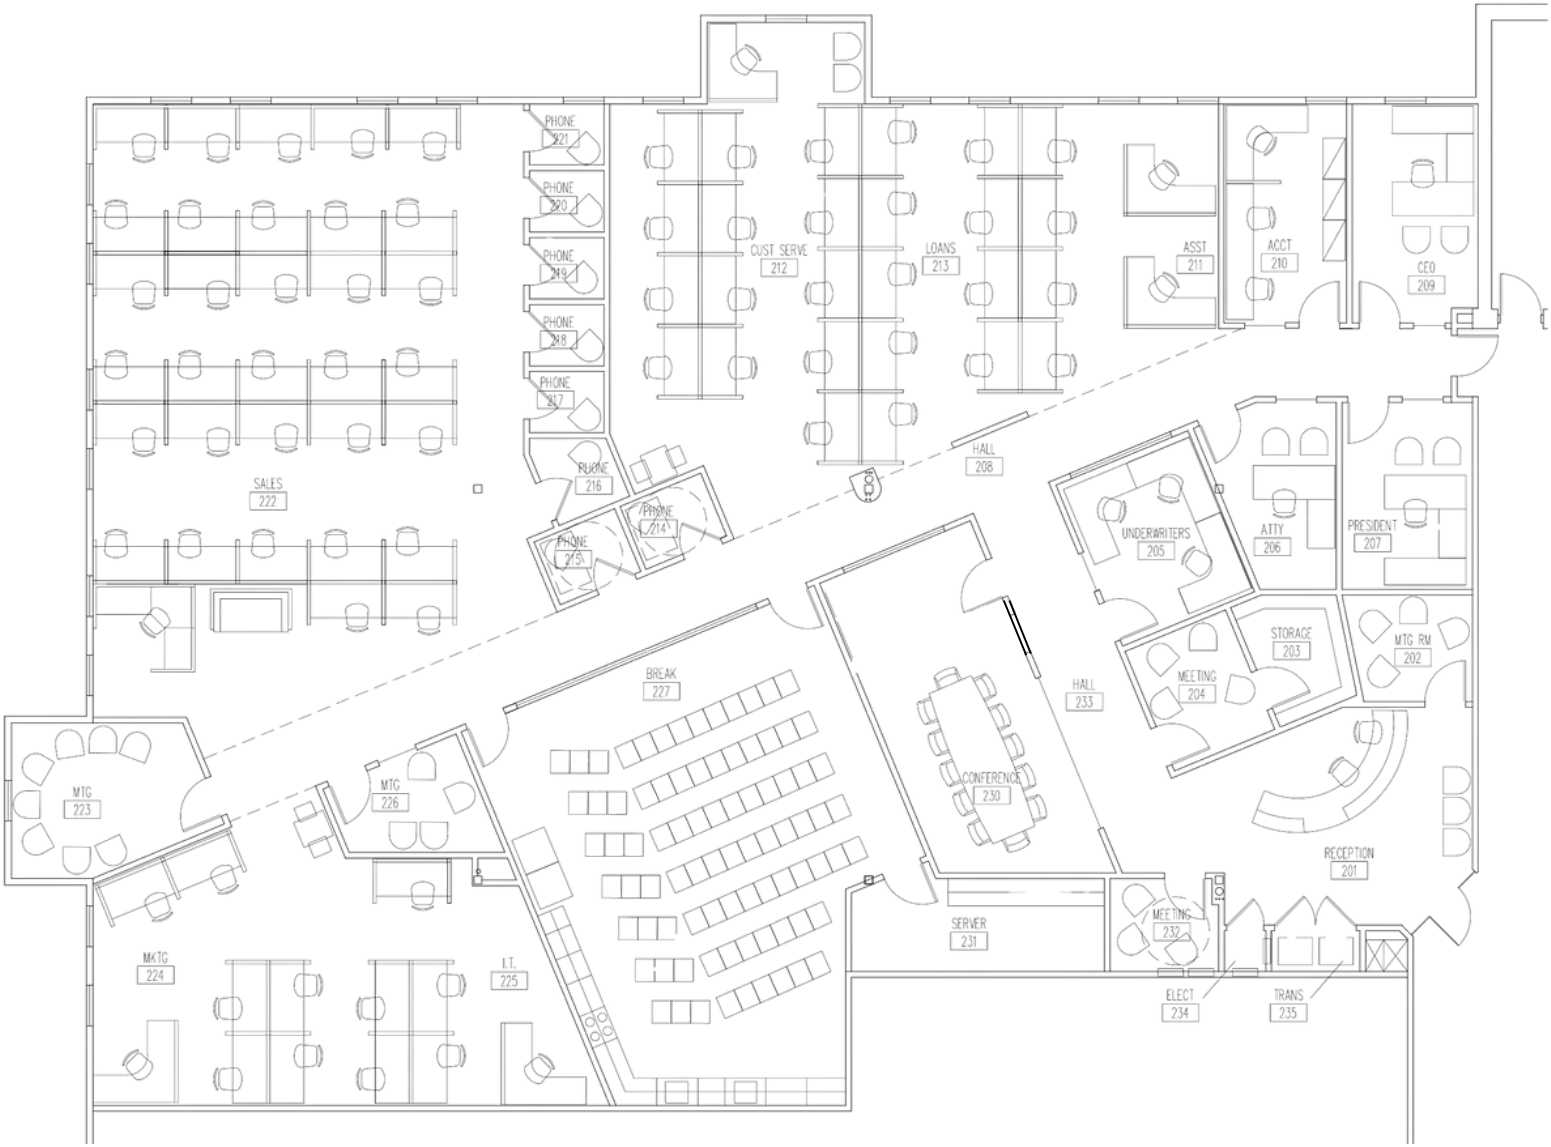 PHONE
221
PHONE
220
PHONE
219
PHONE
218
PHONE
217
PHONE
216
PHONE
214
PHONE
215
CUST SERVE
212
LOANS
213
ASST
211
ACCT
210
CEO
209
HALL
208
SALES
222
UNDERWRITERS
205
ATTY
206
PRESIDENT
207
STORAGE
203
MTG RM
202
MEETING
204
HALL
233
BREAK
227
MTG
223
MTG
226
CONFERENCE
230
RECEPTION
201
MKTG
224
I.T.
225
SERVER
231
MEETING
232
ELECT
234
TRANS
235